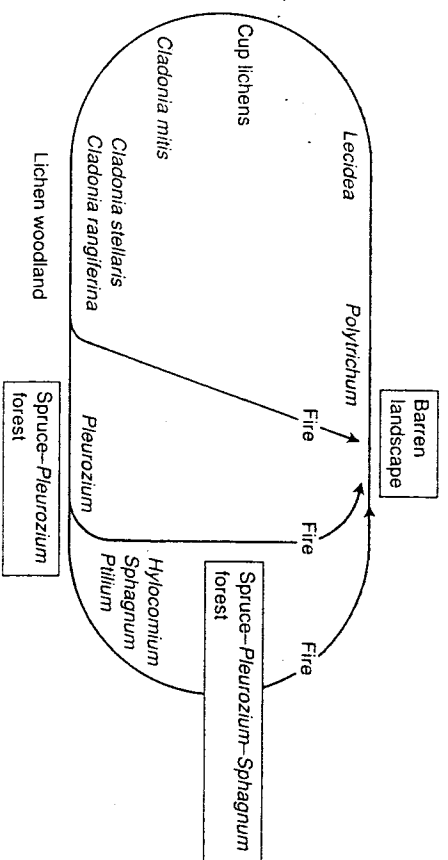 Barren
landscape
Lecidea
Polytrichum
Fire
Fire
Fire
Cup lichens
Cladonia mitis
Cladonia stellaris
Cladonia rangiferina
Lichen woodland
Pleurozium
Spruce–Pleurozium
forest
Hylocomium
Sphagnum
Ptilium
Spruce–Pleurozium–Sphagnum
forest